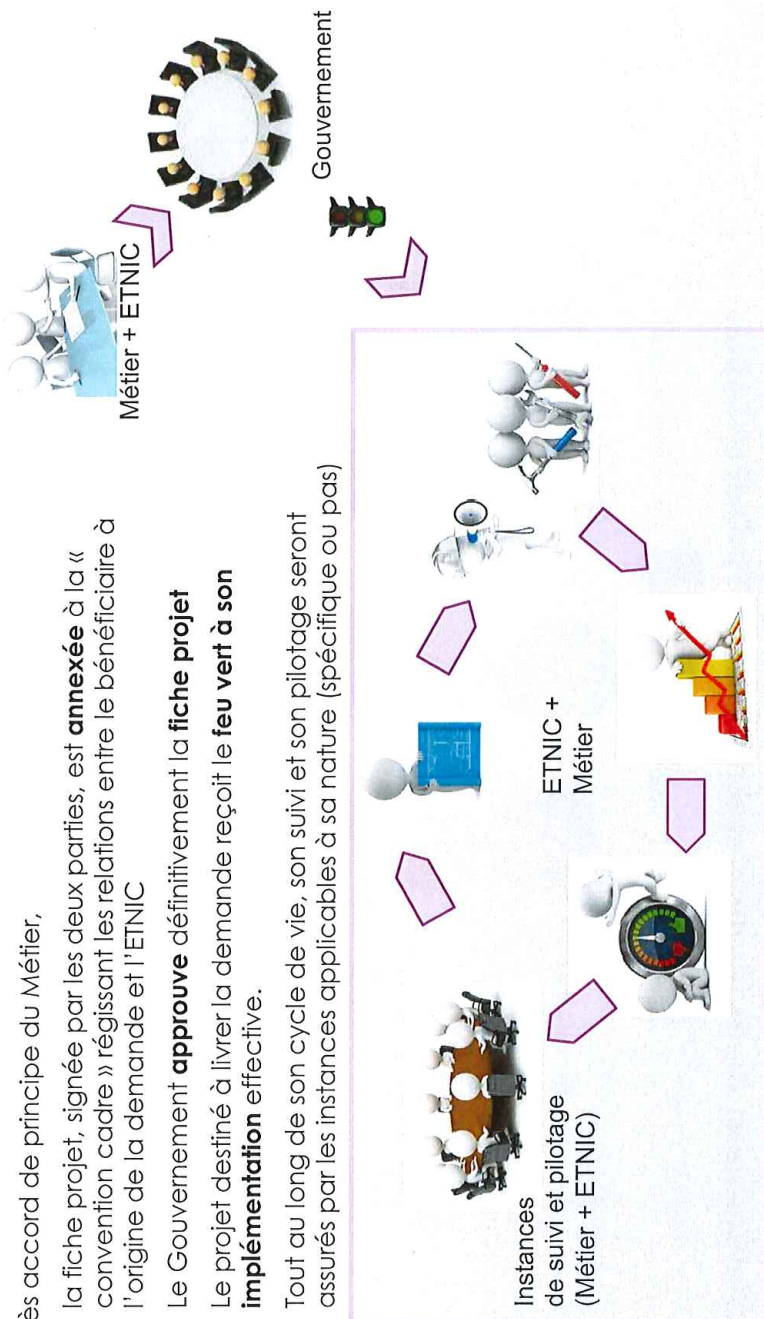 ès accord de principe du Métier,
la fiche projet, signée par les deux parties, est annexée à la «
convention cadre » régissant les relations entre le bénéficiaire à
l'origine de la demande et l'ETNIC
Le Gouvernement approuve définitivement la fiche projet
Le projet destiné à livrer la demande reçoit le feu vert à son
implémentation effective.
Tout au long de son cycle de vie, son suivi et son pilotage seront
assurés par les instances applicables à sa nature (spécifique ou pas)
Métier + ETNIC
Gouvernement
Instances
de suivi et pilotage
(Métier + ETNIC)
ETNIC +
Métier